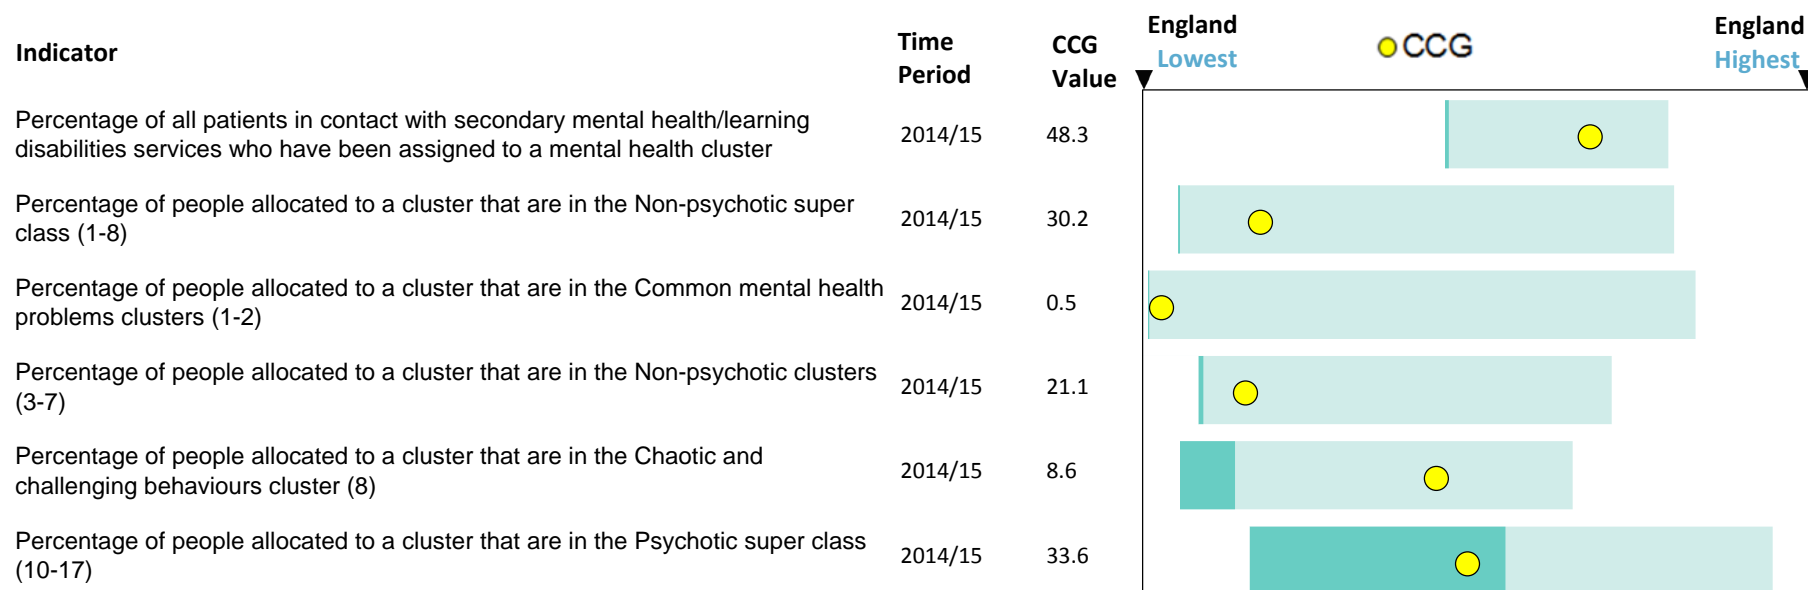 Indicator
Time
Period
CCG
Value
England
Lowest
CCG
England
Highest
Percentage of all patients in contact with secondary mental health/learning
disabilities services who have been assigned to a mental health cluster
2014/15
48.3
Percentage of people allocated to a cluster that are in the Non-psychotic super
class (1-8)
2014/15
30.2
Percentage of people allocated to a cluster that are in the Common mental health
problems clusters (1-2)
2014/15
0.5
Percentage of people allocated to a cluster that are in the Non-psychotic clusters
(3-7)
2014/15
21.1
Percentage of people allocated to a cluster that are in the Chaotic and
challenging behaviours cluster (8)
2014/15
8.6
Percentage of people allocated to a cluster that are in the Psychotic super class
(10-17)
2014/15
33.6